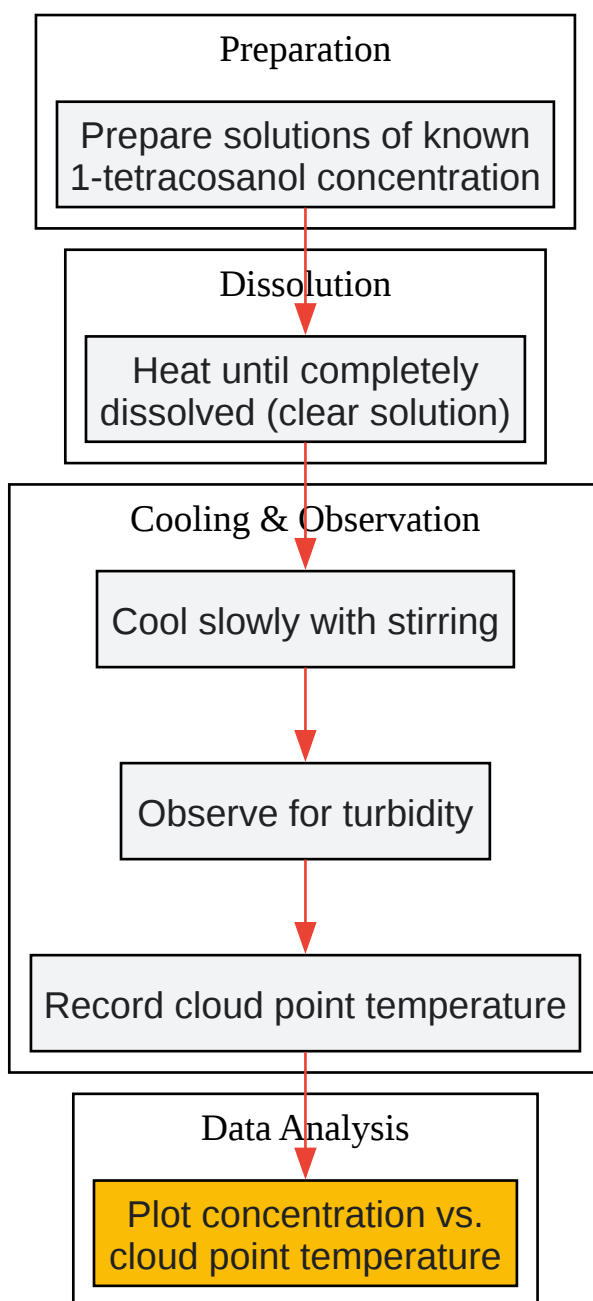 Preparation
Prepare solutions of known
1-tetracosanol concentration
Dissolution
Heat until completely
dissolved (clear solution)
Cooling & Observation
Cool slowly with stirring
Observe for turbidity
Record cloud point temperature
Data Analysis
Plot concentration vs.
cloud point temperature